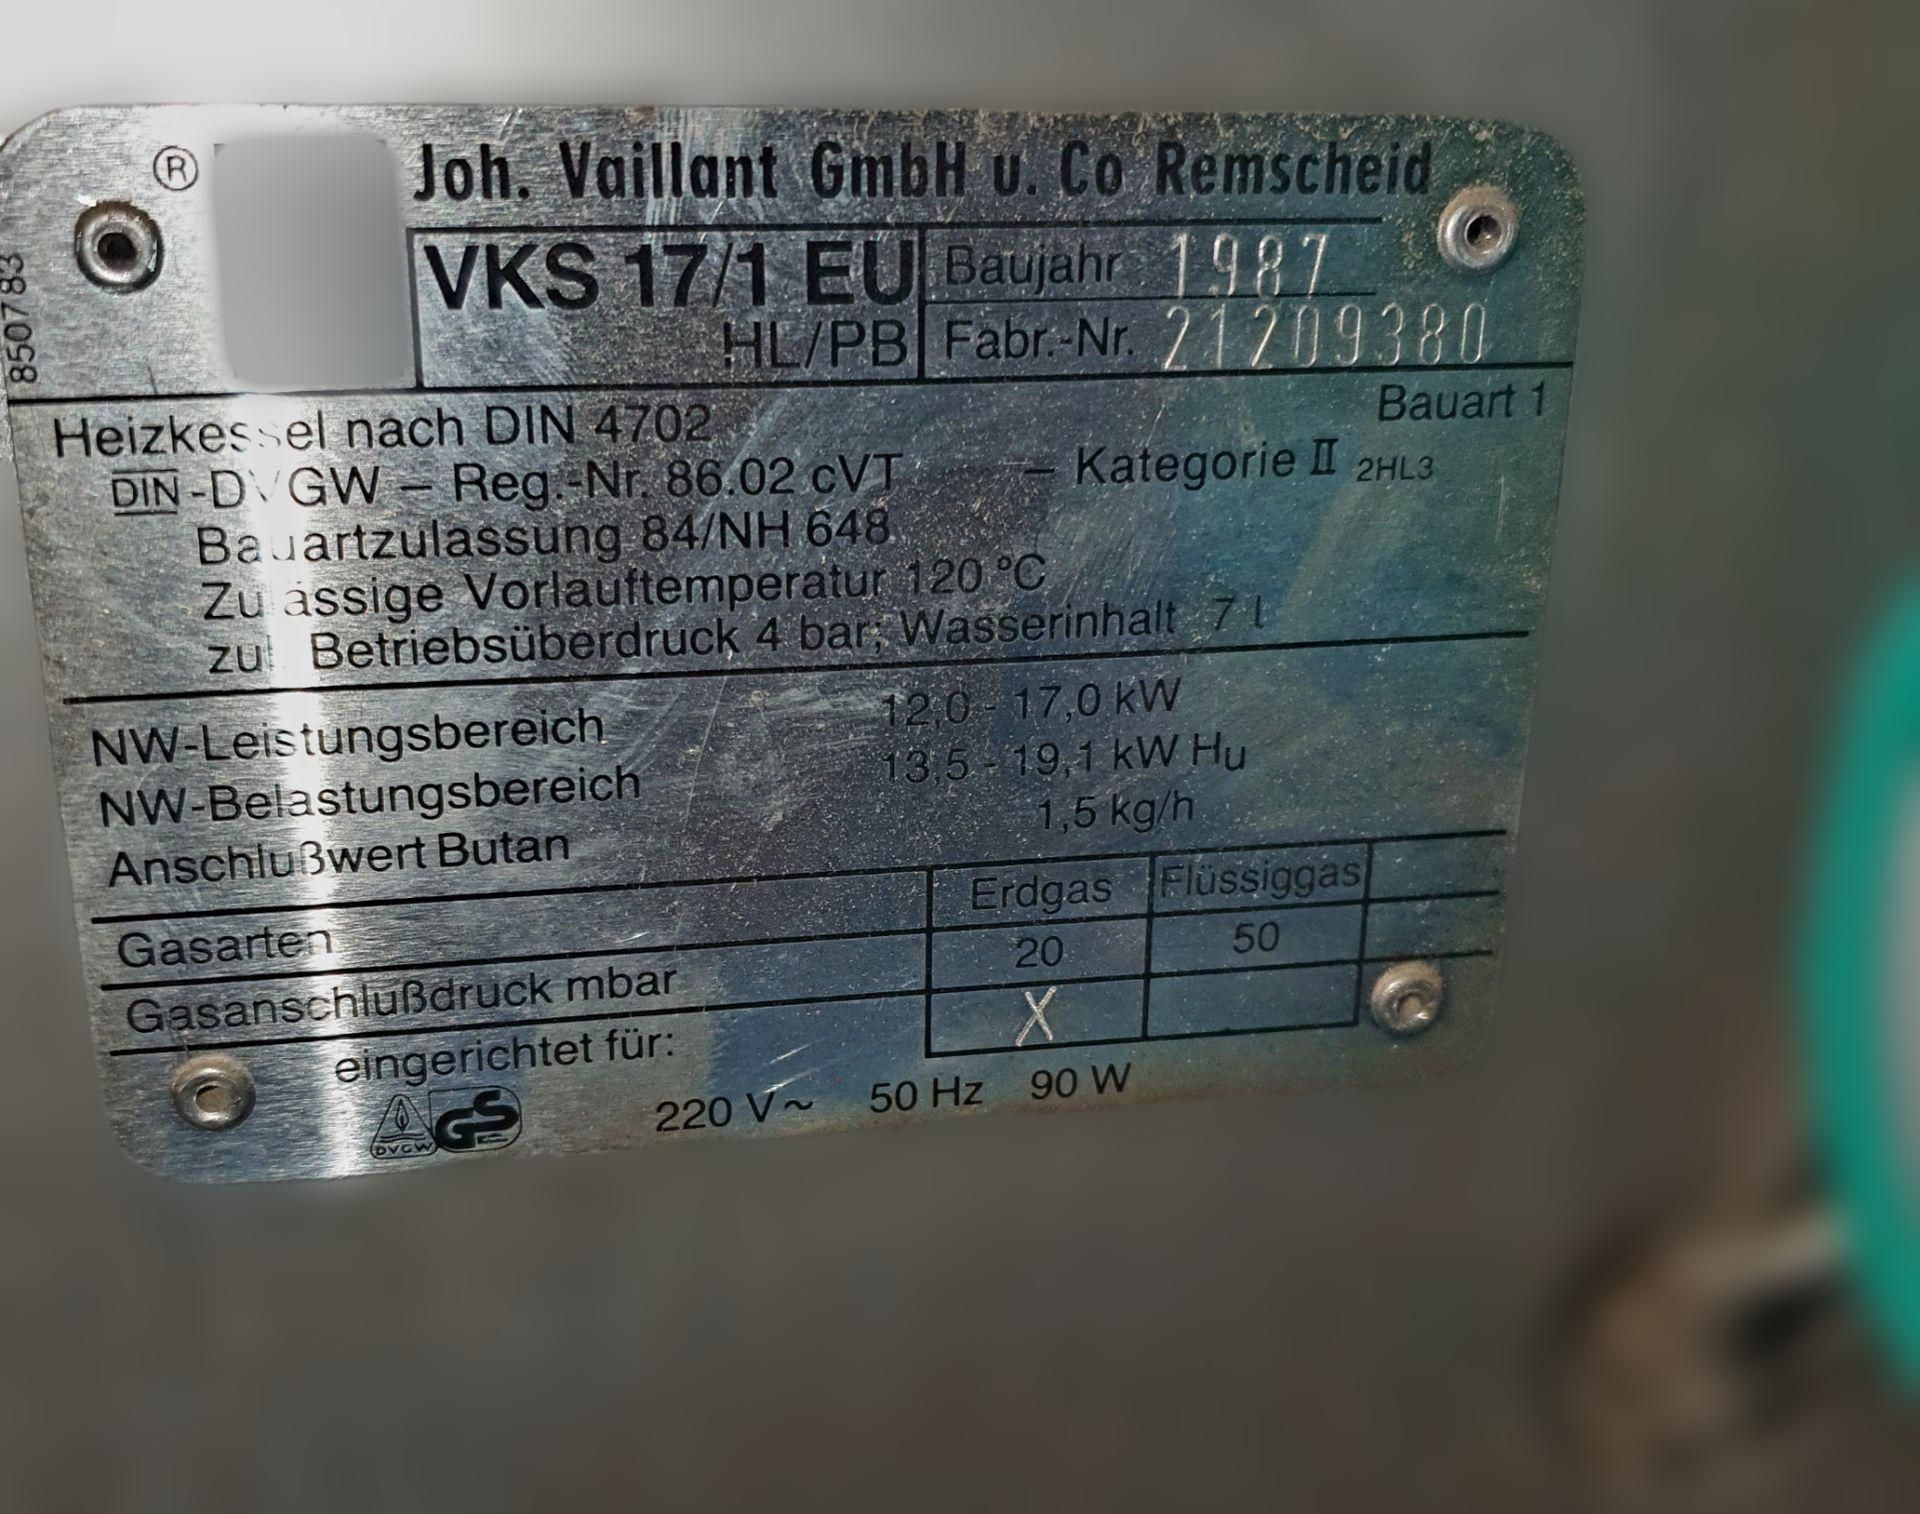 850783
® Joh. Vaillant GmbH u. Co Remscheid
VKS 17/1 EU Baujahr 1987
HL/PB Fabr.-Nr. 21209380
Heizkessel nach DIN 4702 Bauart 1
DIN-DVGW – Reg.-Nr. 86.02 cVT – Kategorie II 2HL3
Bauartzulassung 84/NH 648
Zulässige Vorlauftemperatur 120 °C
zul. Betriebsüberdruck 4 bar; Wasserinhalt 7 l
NW-Leistungsbereich 12,0 - 17,0 kW
NW-Belastungsbereich 13,5 - 19,1 kW Hu
Anschlußwert Butan 1,5 kg/h
Gasarten Erdgas Flüssiggas
Gasanschlußdruck mbar 20 50
eingerichtet für: X
DVGW GS 220 V~ 50 Hz 90 W